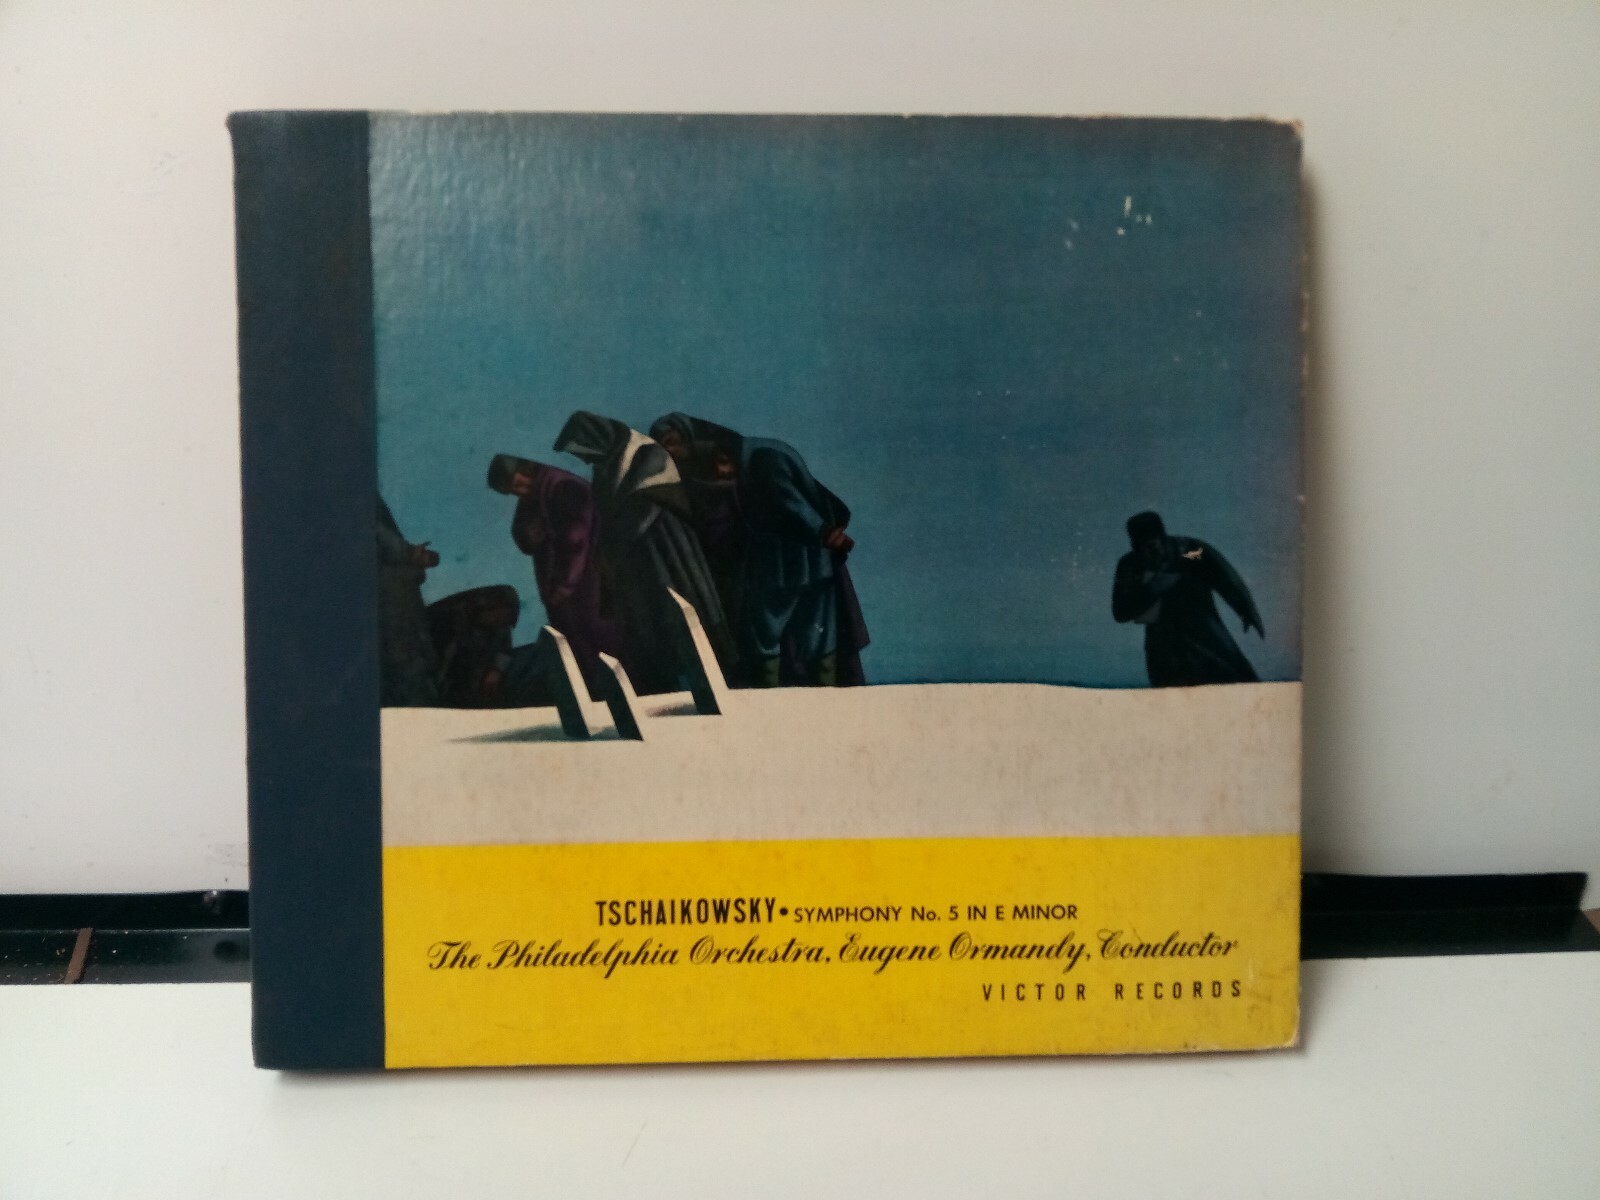 TSCHAIKOWSKY • SYMPHONY No. 5 IN E MINOR
The Philadelphia Orchestra, Eugene Ormandy, Conductor
VICTOR RECORDS